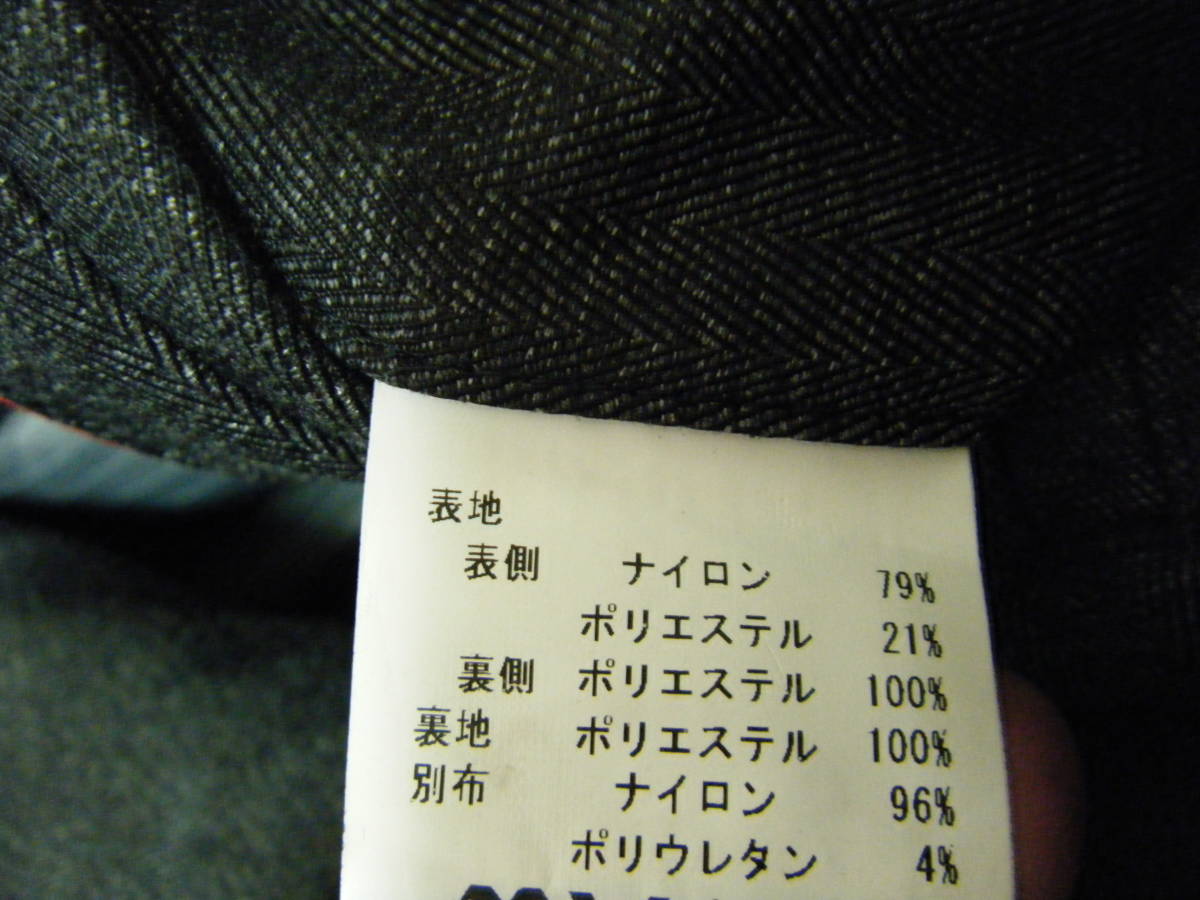 表地
表側 ナイロン 79%
ポリエステル 21%
裏側 ポリエステル 100%
裏地 ポリエステル 100%
別布 ナイロン 96%
ポリウレタン 4%